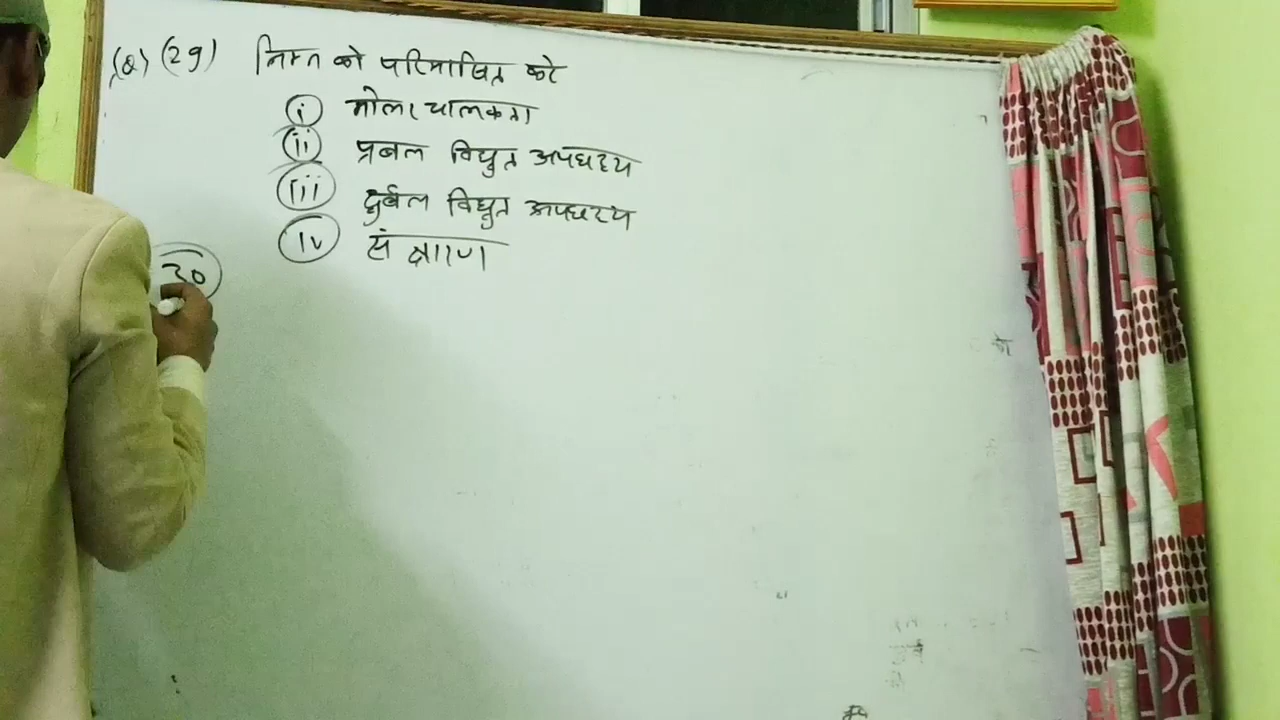 (Q) (29) निम्न को परिभाषित करे
(i) मोलर चालकता
(ii) प्रबल विद्युत अपघट्य
(iii) दुर्बल विद्युत अपघट्य
(iv) संक्षारण
30